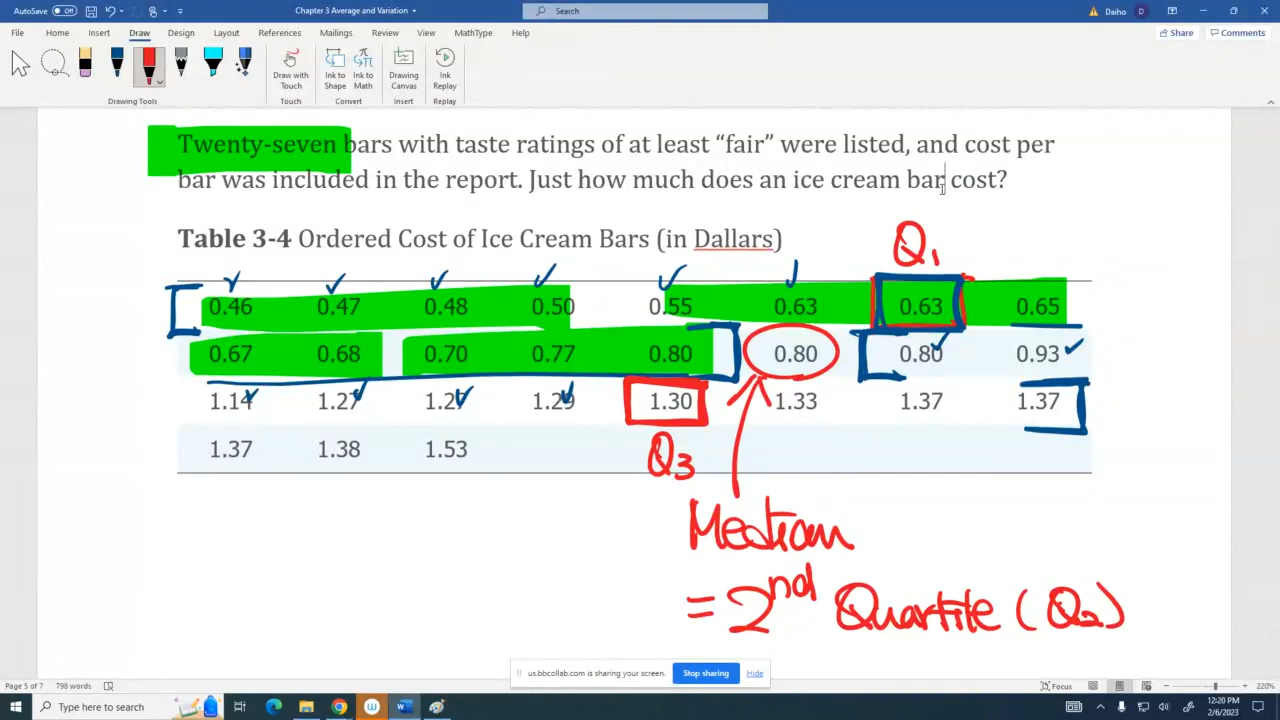 AutoSave Off Chapter 3 Average and Variation Search Daiho D
File Home Insert Draw Design Layout References Mailings Review View MathType Help Share Comments
Draw with Touch Ink to Shape Ink to Math Drawing Canvas Ink Replay
Drawing Tools Touch Convert Insert Replay
Twenty-seven bars with taste ratings of at least “fair” were listed, and cost per
bar was included in the report. Just how much does an ice cream bar cost?
Table 3-4 Ordered Cost of Ice Cream Bars (in Dallars)
Q1
0.46 0.47 0.48 0.50 0.55 0.63 0.63 0.65
0.67 0.68 0.70 0.77 0.80 0.80 0.80 0.93
1.14 1.27 1.27 1.29 1.30 1.33 1.37 1.37
1.37 1.38 1.53
Q3
Median
= 2nd Quartile (Q2)
us.bbcollab.com is sharing your screen. Stop sharing Hide
Page 5 of 7 798 words Focus 220%
Type here to search 12:20 PM
2/6/2023